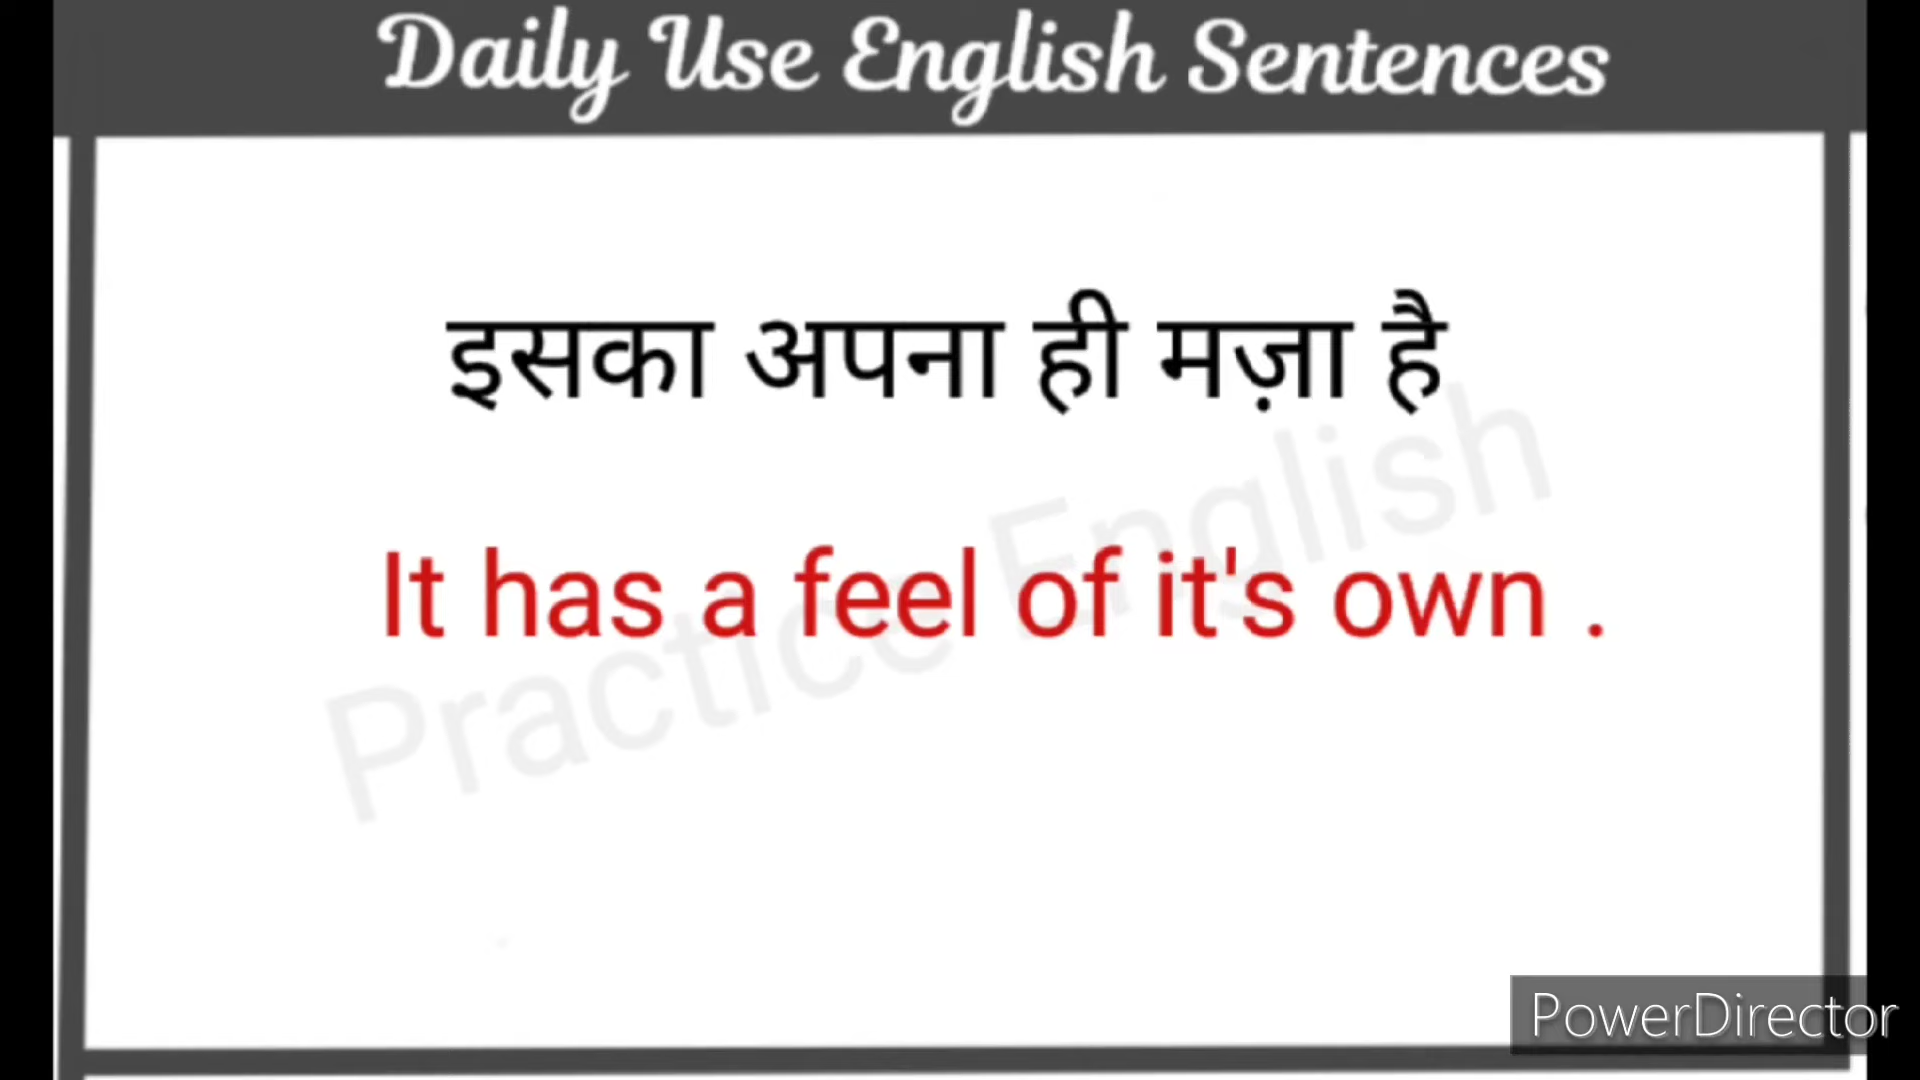 Daily Use English Sentences
इसका अपना ही मज़ा है
It has a feel of it's own .
Practice English
PowerDirector